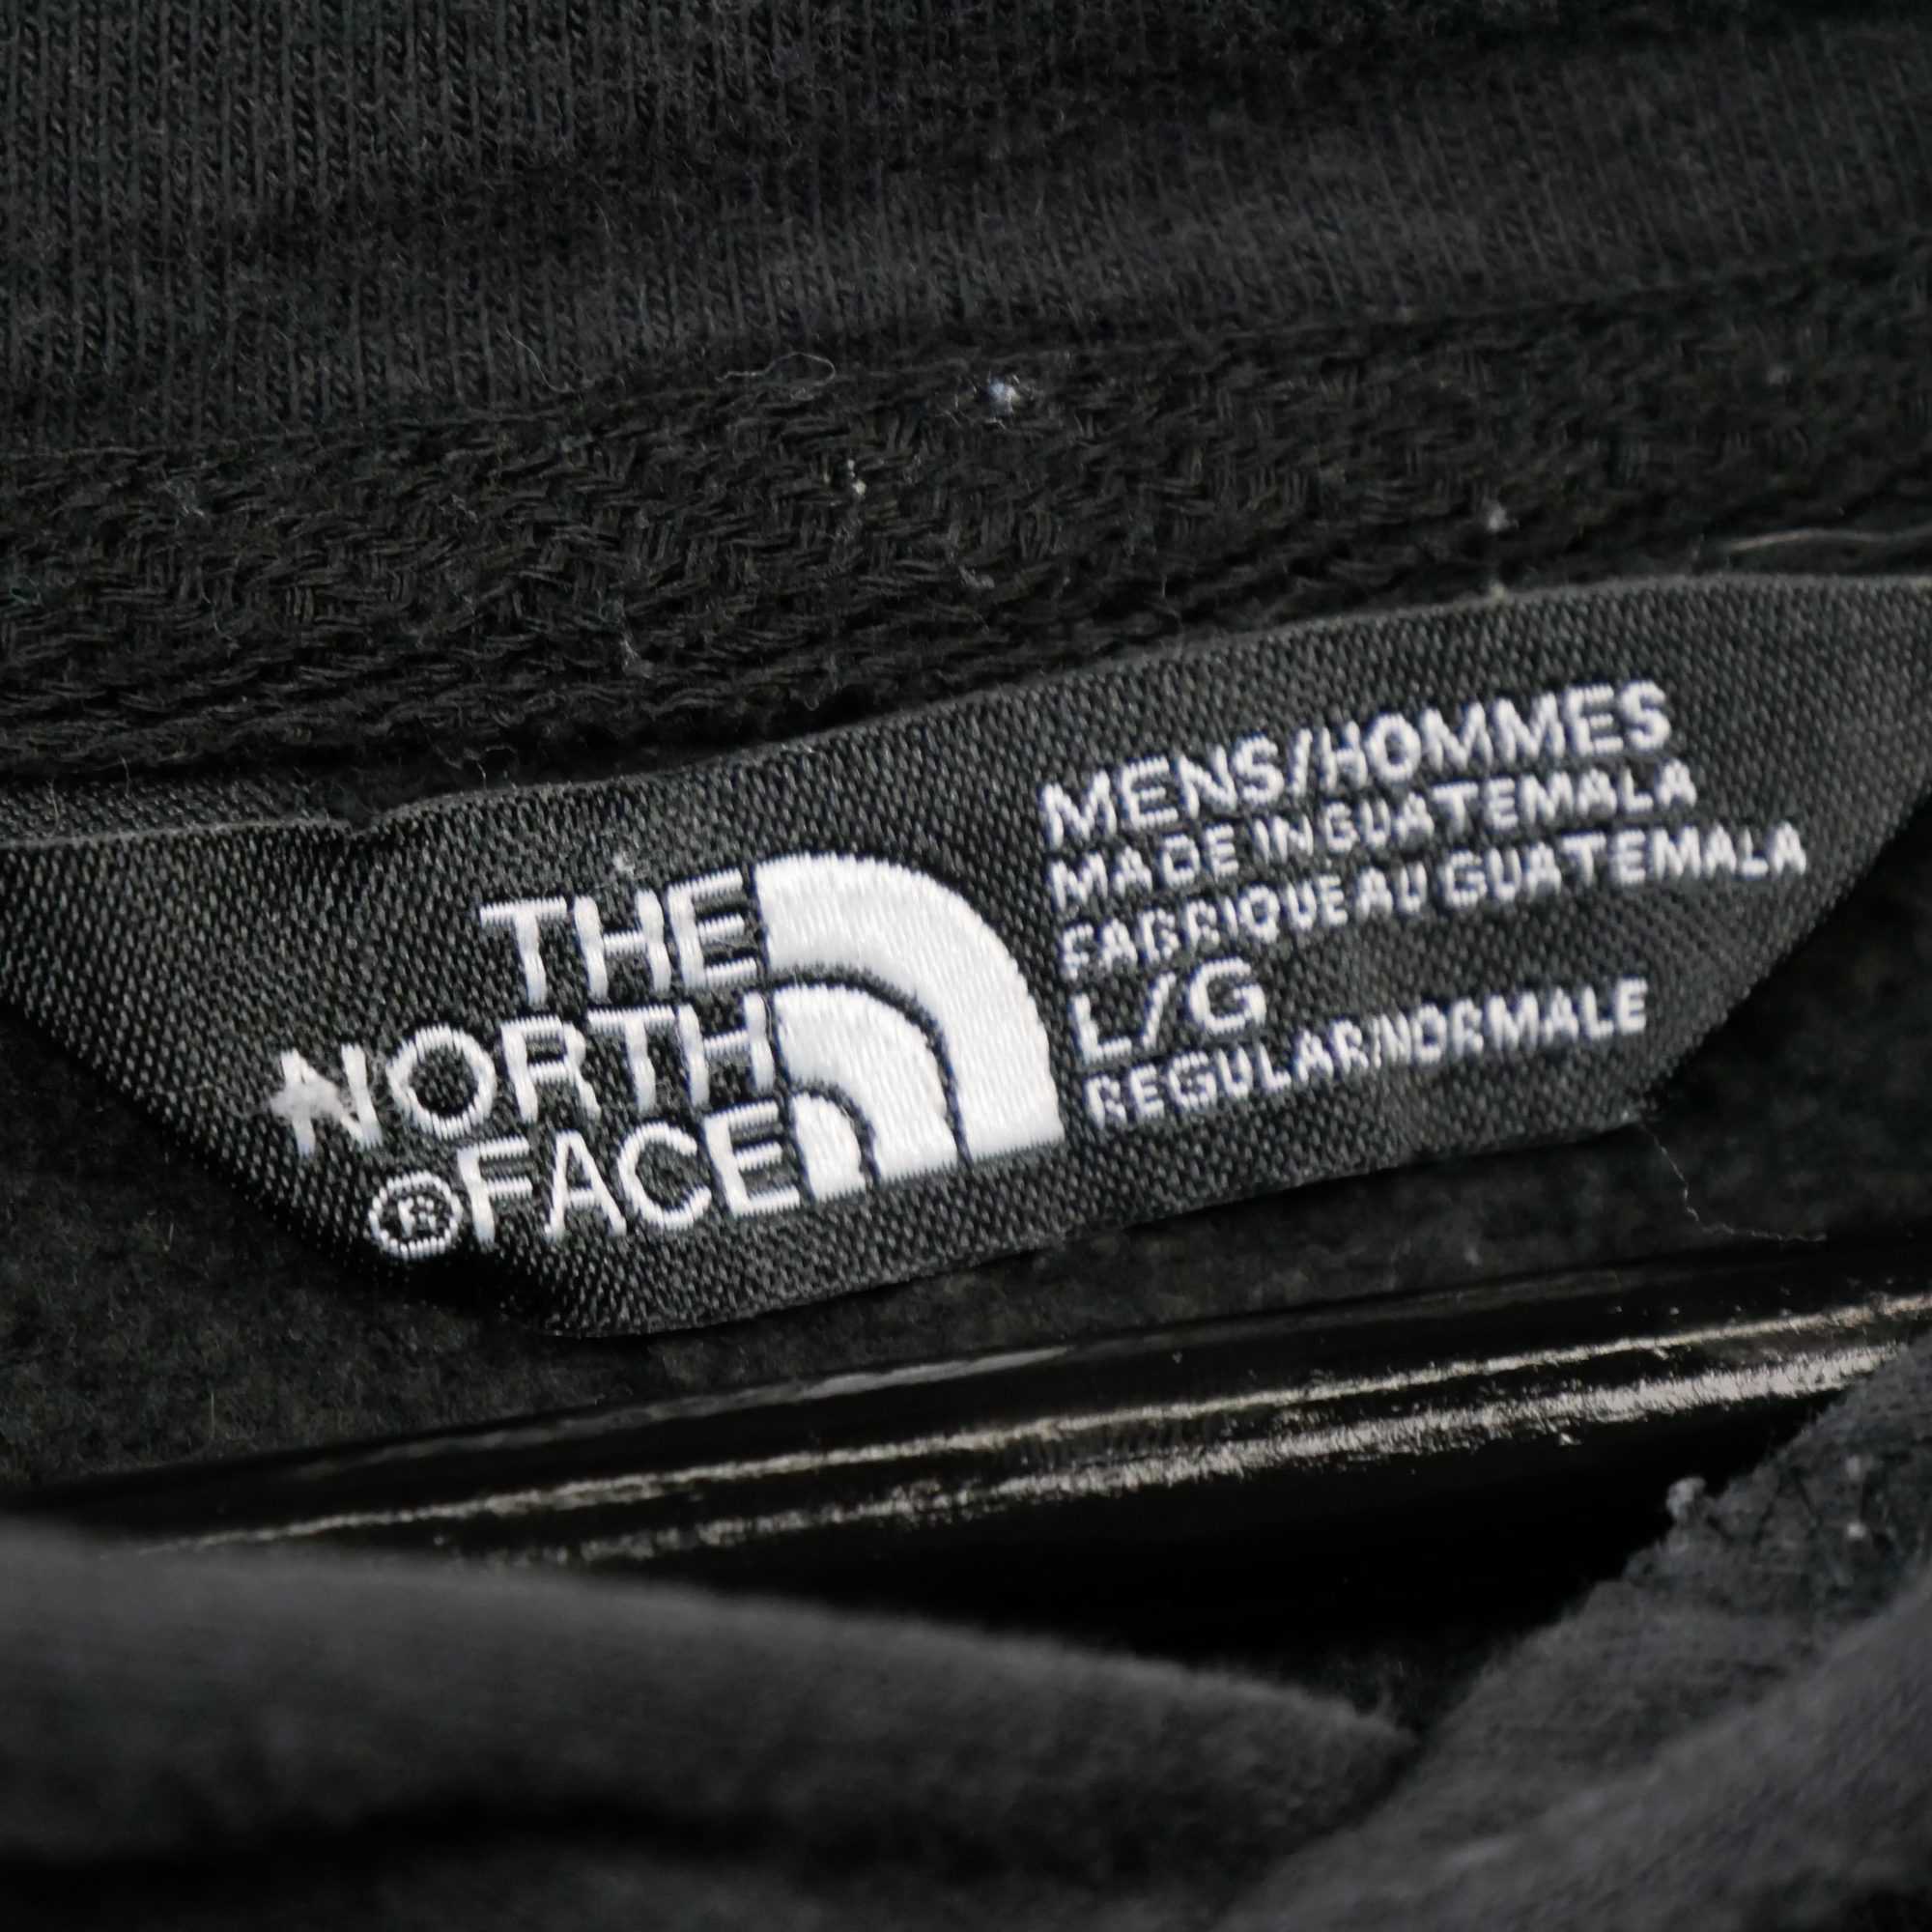 THE
NORTH
®FACE
MENS/HOMMES
MADE IN GUATEMALA
FABRIQUE AU GUATEMALA
L/G
REGULAR/NORMALE